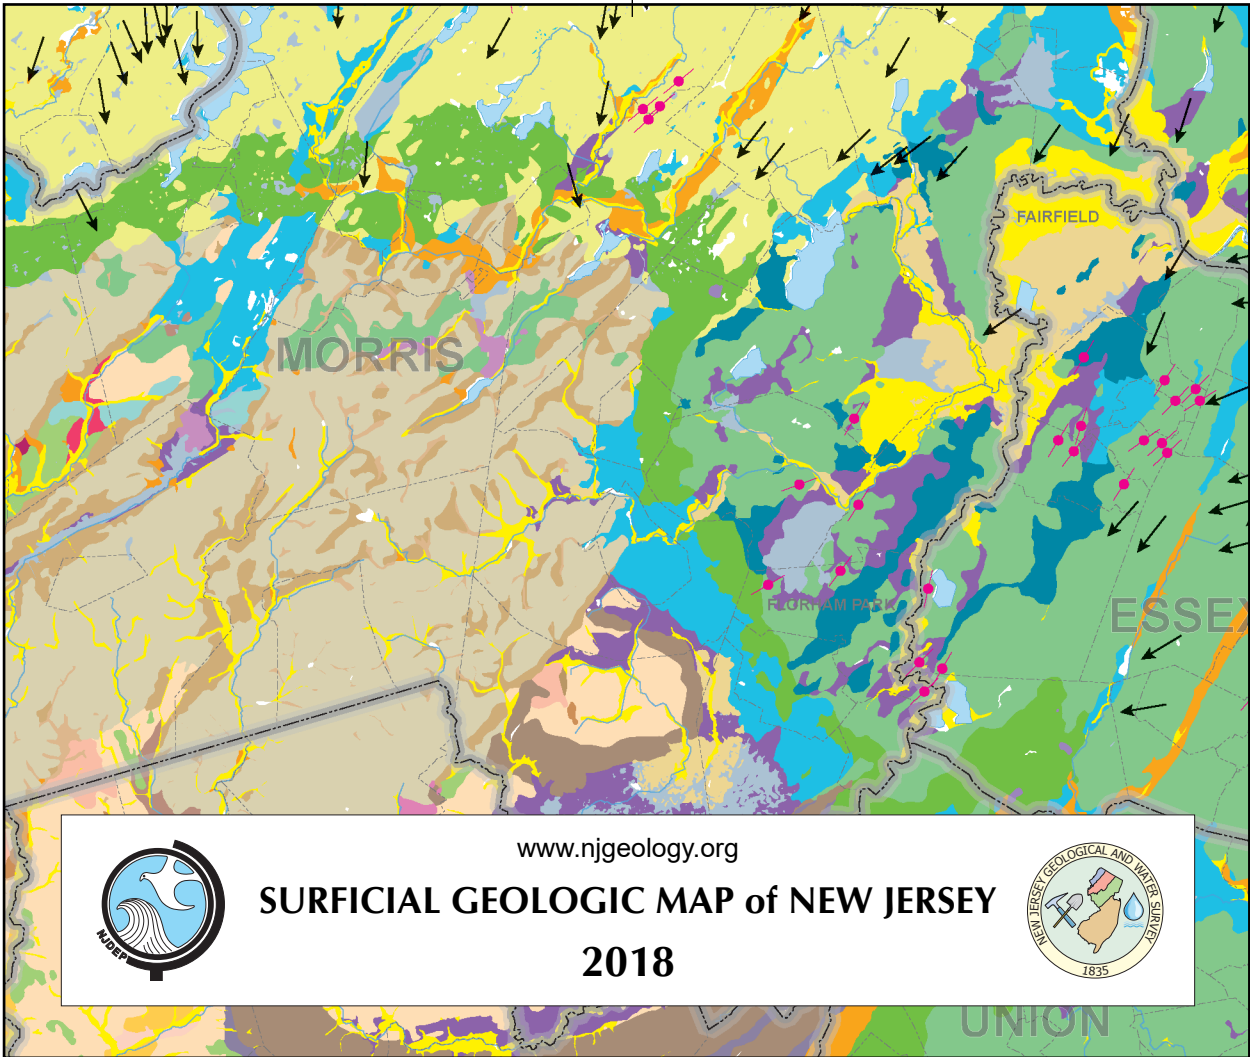 FAIRFIELD
MORRIS
FLORHAM PARK
ESSEX
www.njgeology.org
SURFICIAL GEOLOGIC MAP of NEW JERSEY
2018
NJDEP
NEW JERSEY GEOLOGICAL AND WATER SURVEY
1835
UNION